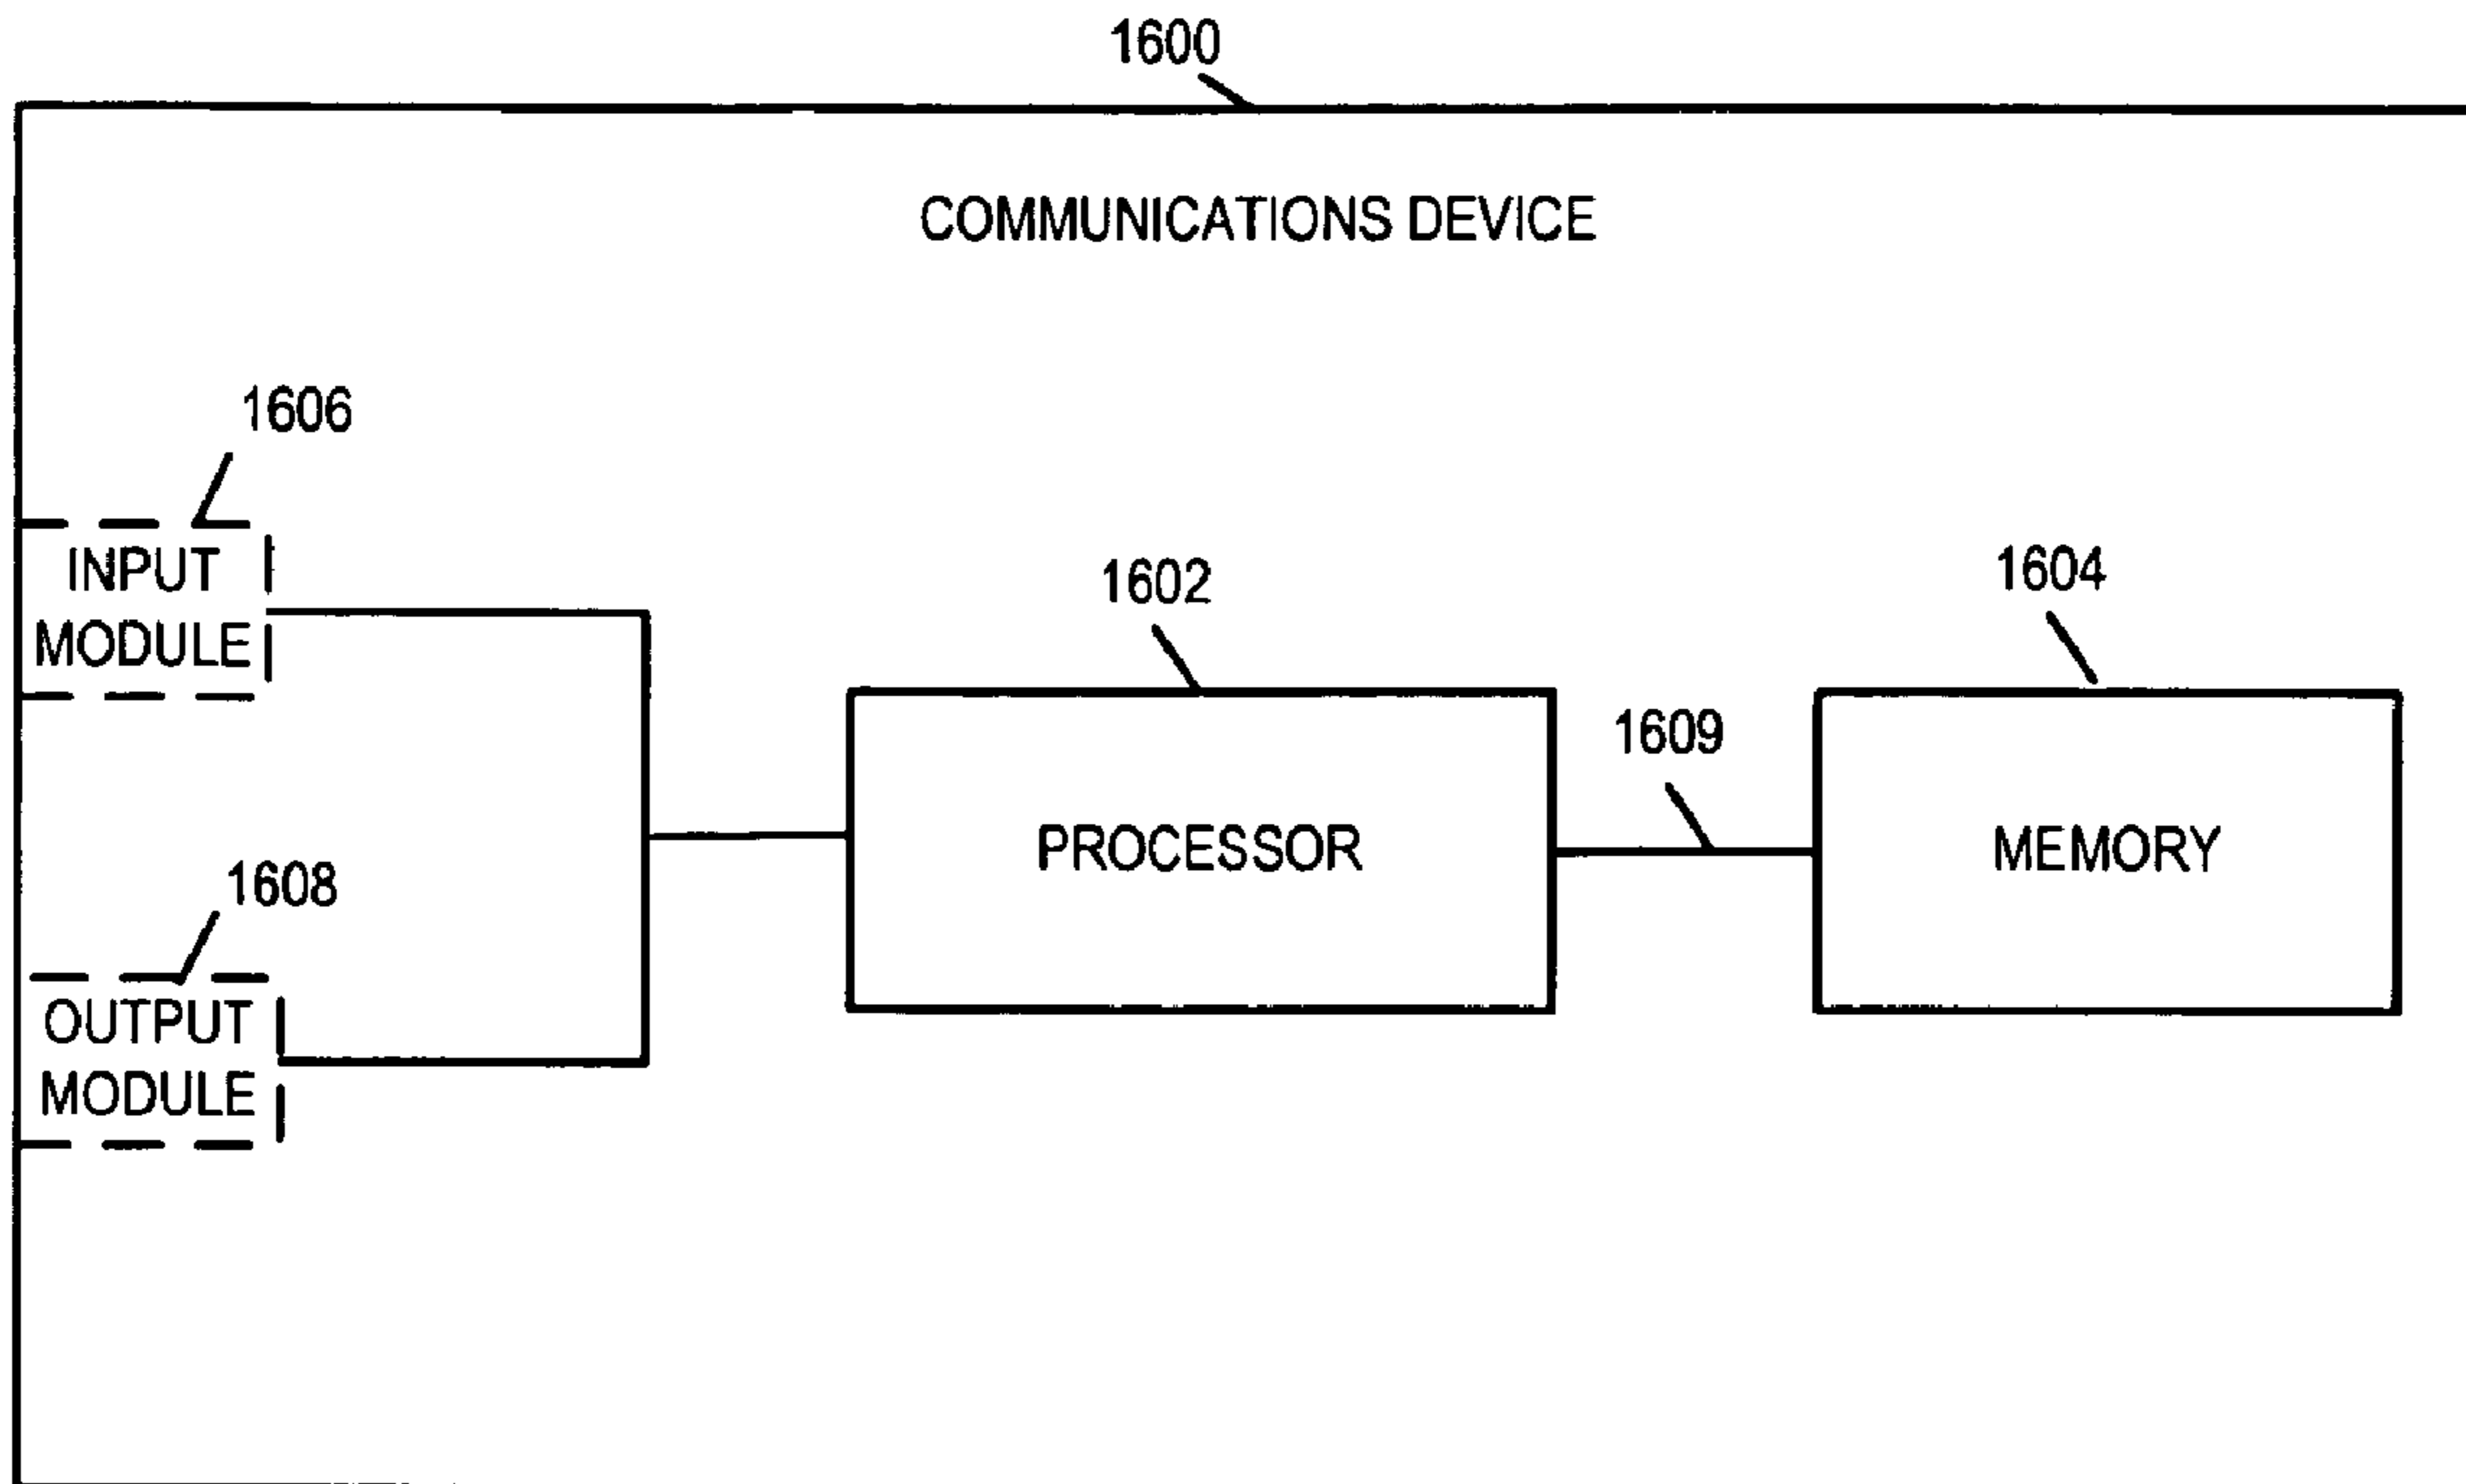 1600
COMMUNICATIONS DEVICE
1606
INPUT
MODULE
1602
1604
1609
PROCESSOR
MEMORY
1608
OUTPUT
MODULE